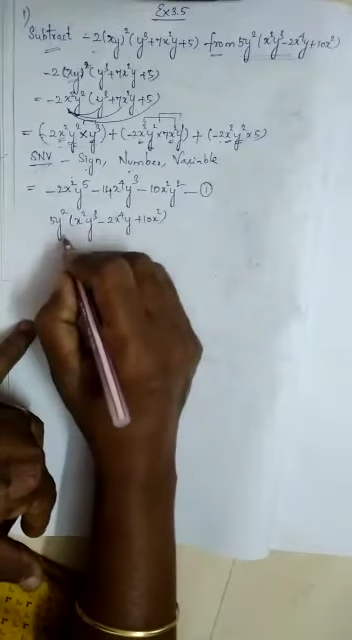 Ex 3.5
1)
Subtract -2(xy)²(y³+7x²y+5) from 5y²(x²y³-2x⁴y+10x²)
-2(xy)²(y³+7x²y+5)
= -2x²y²(y³+7x²y+5)
= (-2x²y²×y³)+(-2x²y²×7x²y)+(-2x²y²×5)
SNV - Sign, Number, Variable
= -2x²y⁵-14x⁴y³-10x²y² - ①
5y²(x²y³-2x⁴y+10x²)